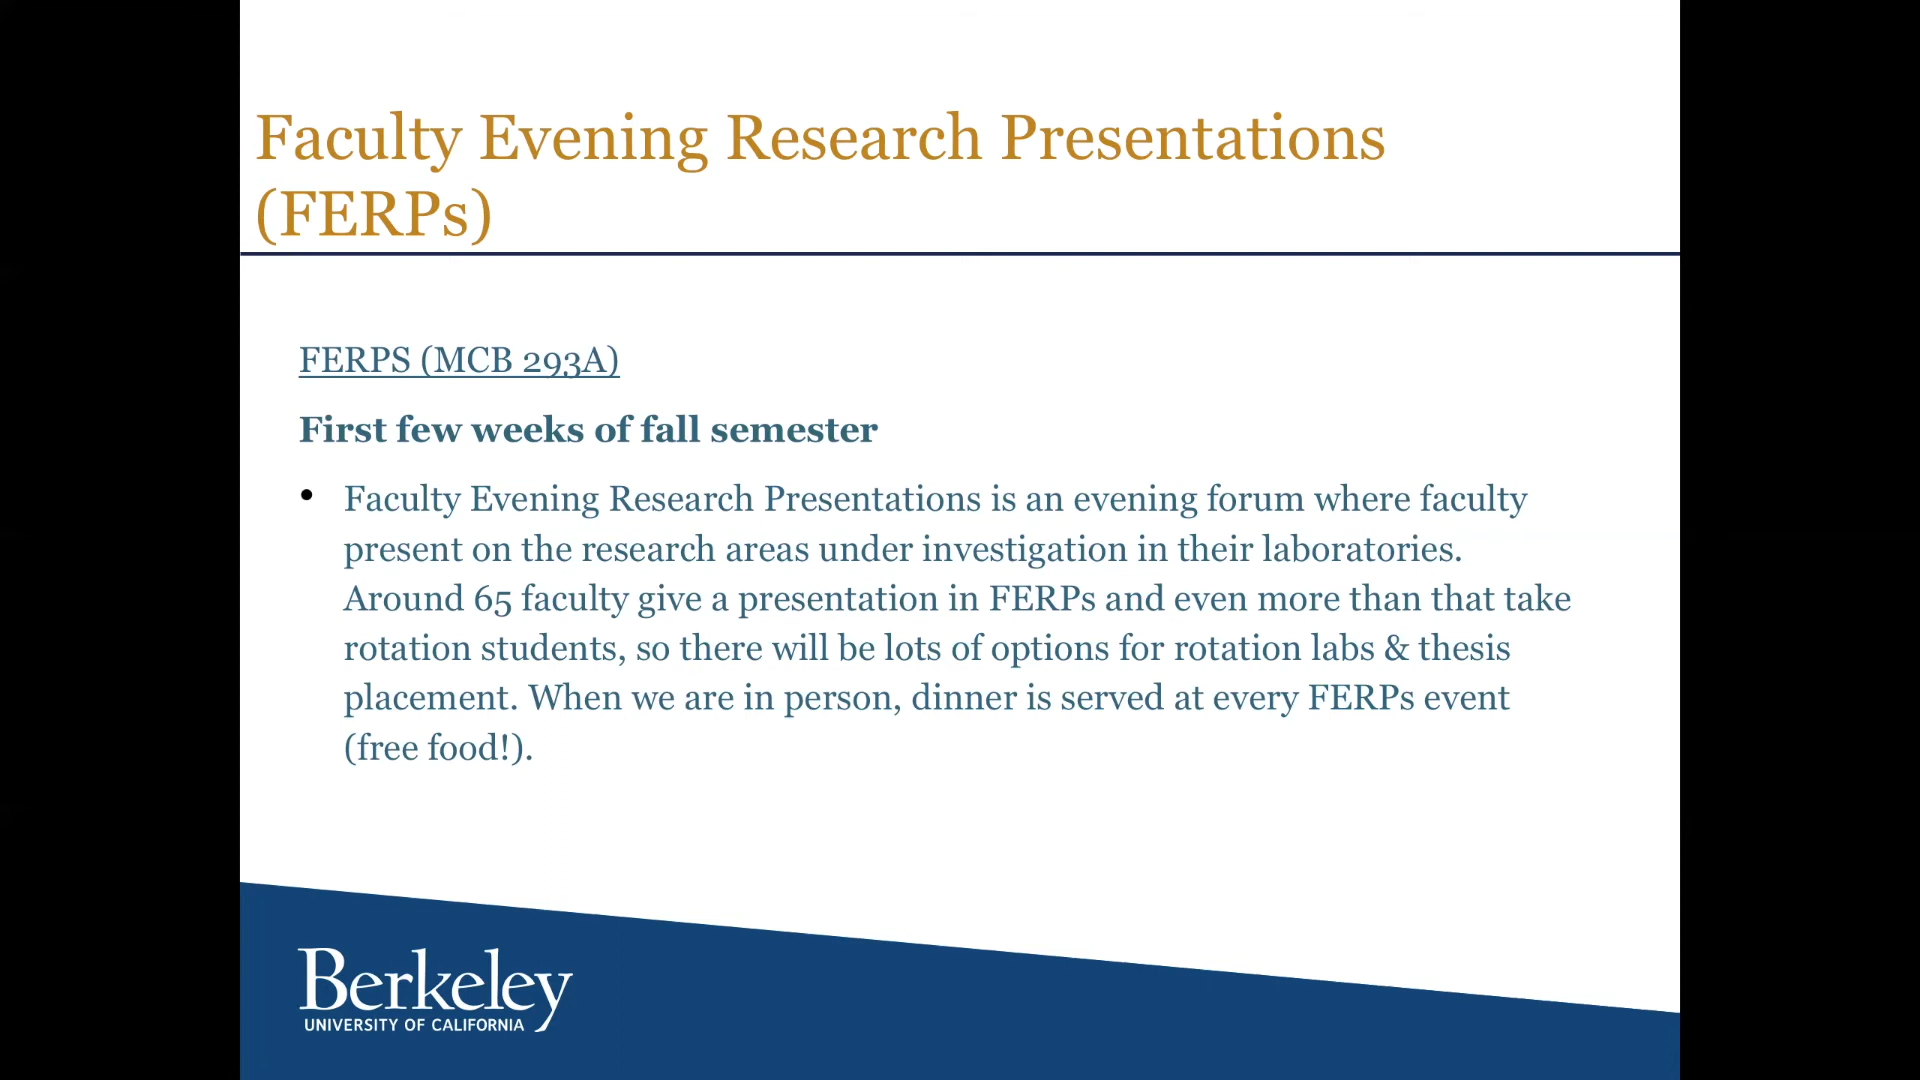 Faculty Evening Research Presentations
(FERPs)
FERPS (MCB 293A)
First few weeks of fall semester
• Faculty Evening Research Presentations is an evening forum where faculty
present on the research areas under investigation in their laboratories.
Around 65 faculty give a presentation in FERPs and even more than that take
rotation students, so there will be lots of options for rotation labs & thesis
placement. When we are in person, dinner is served at every FERPs event
(free food!).
Berkeley
UNIVERSITY OF CALIFORNIA